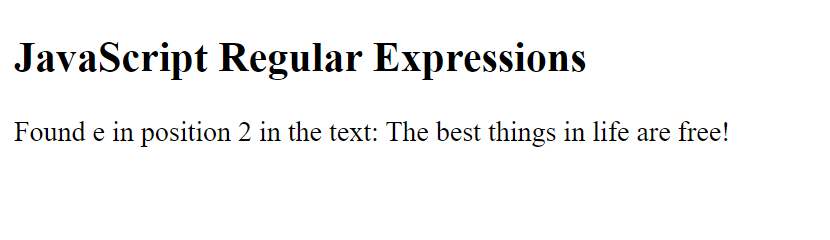 JavaScript Regular Expressions
Found e in position 2 in the text: The best things in life are free!